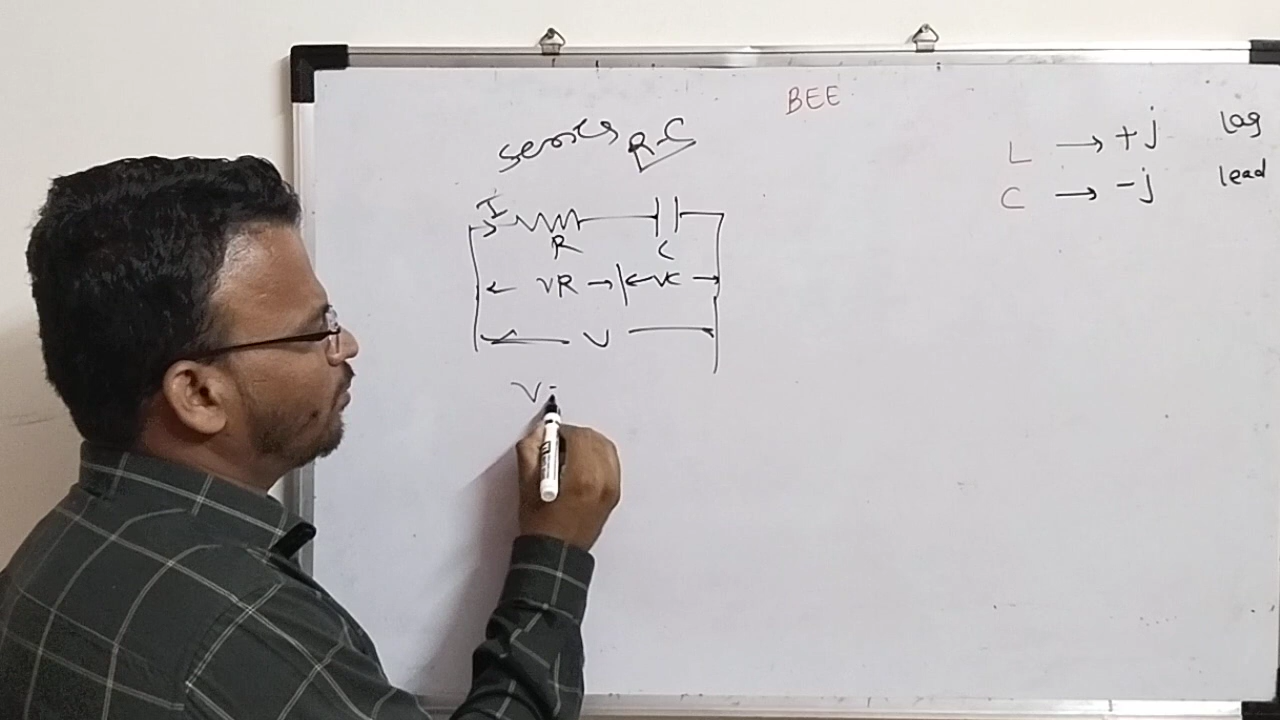 BEE
series R-C
L → +j lag
C → -j lead
I
R C
← VR →|← VC →
V
V =